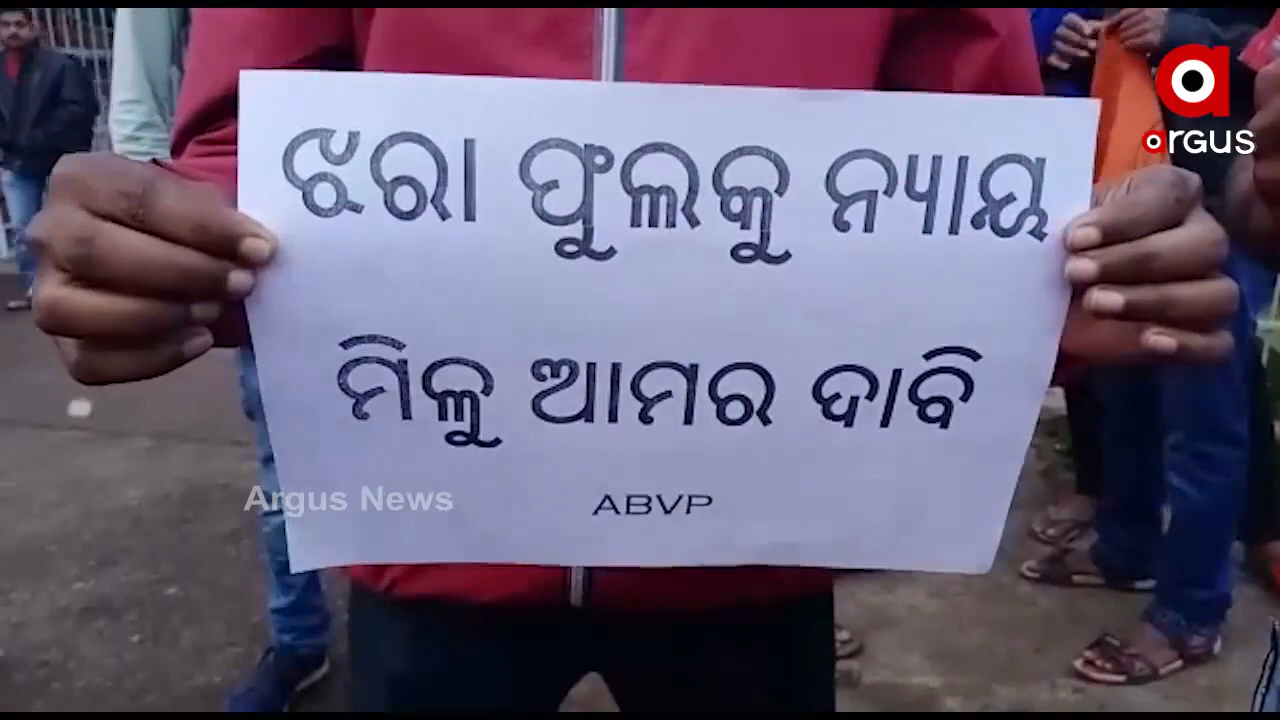 a
argus
ଝରା ଫୁଲକୁ ନ୍ୟାୟ
ମିଳୁ ଆମର ଦାବି
Argus News
ABVP